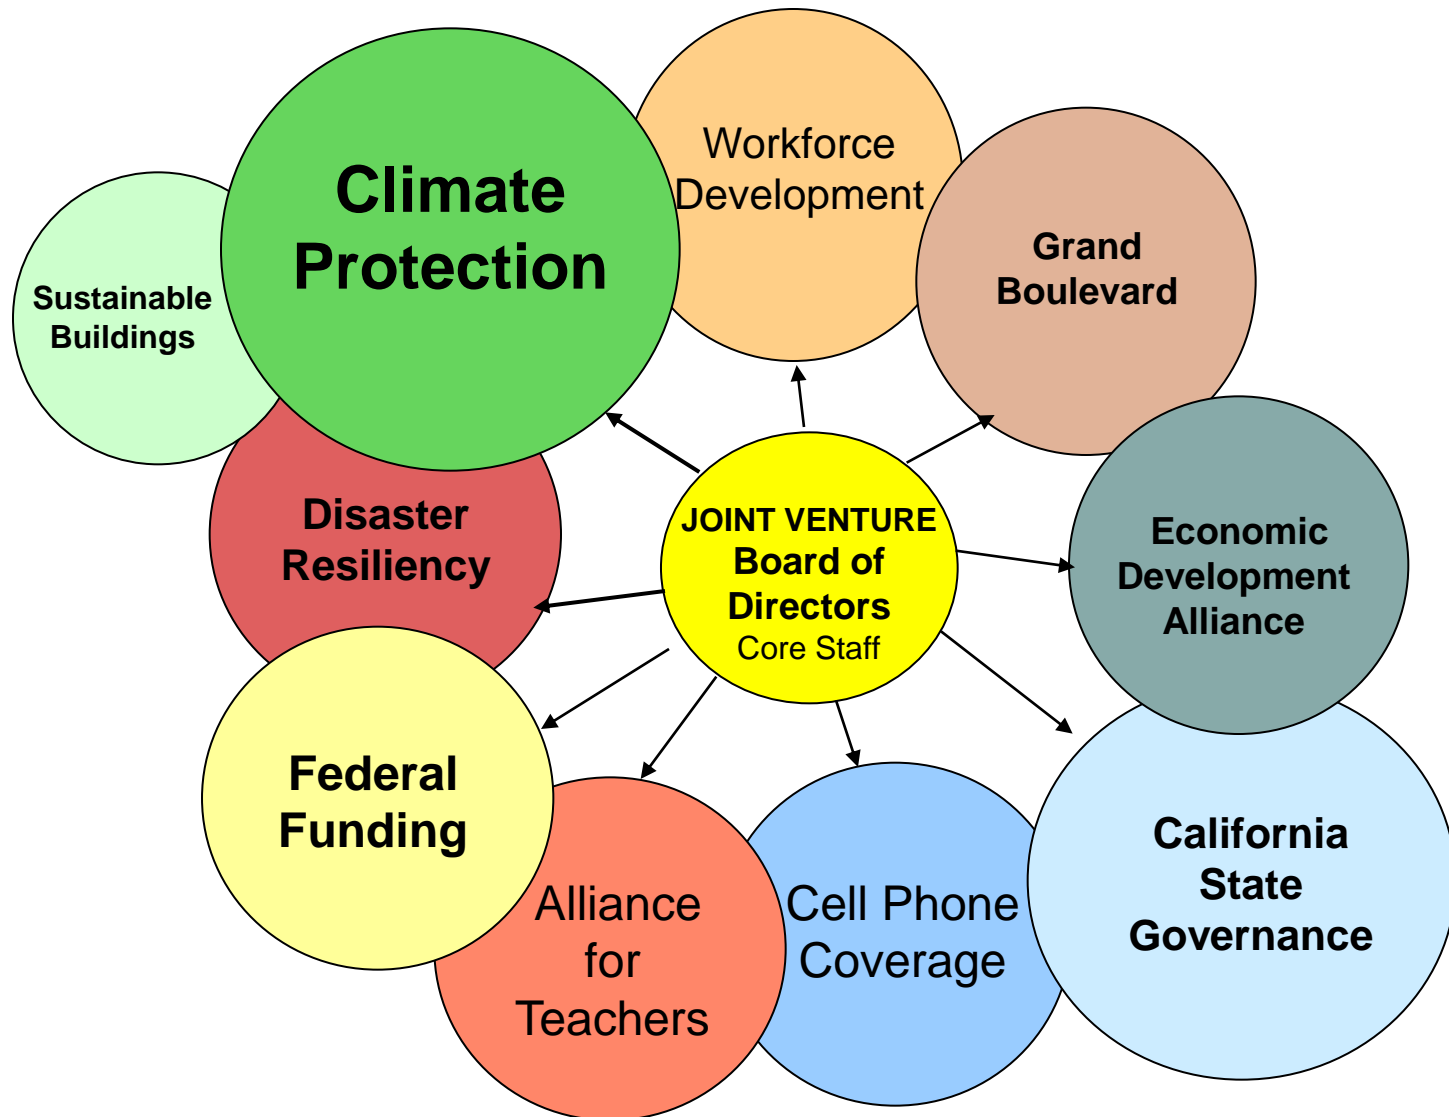 Climate
Protection
Workforce
Development
Grand
Boulevard
Sustainable
Buildings
Disaster
Resiliency
JOINT VENTURE
Board of
Directors
Core Staff
Economic
Development
Alliance
Federal
Funding
Alliance
for
Teachers
Cell Phone
Coverage
California
State
Governance